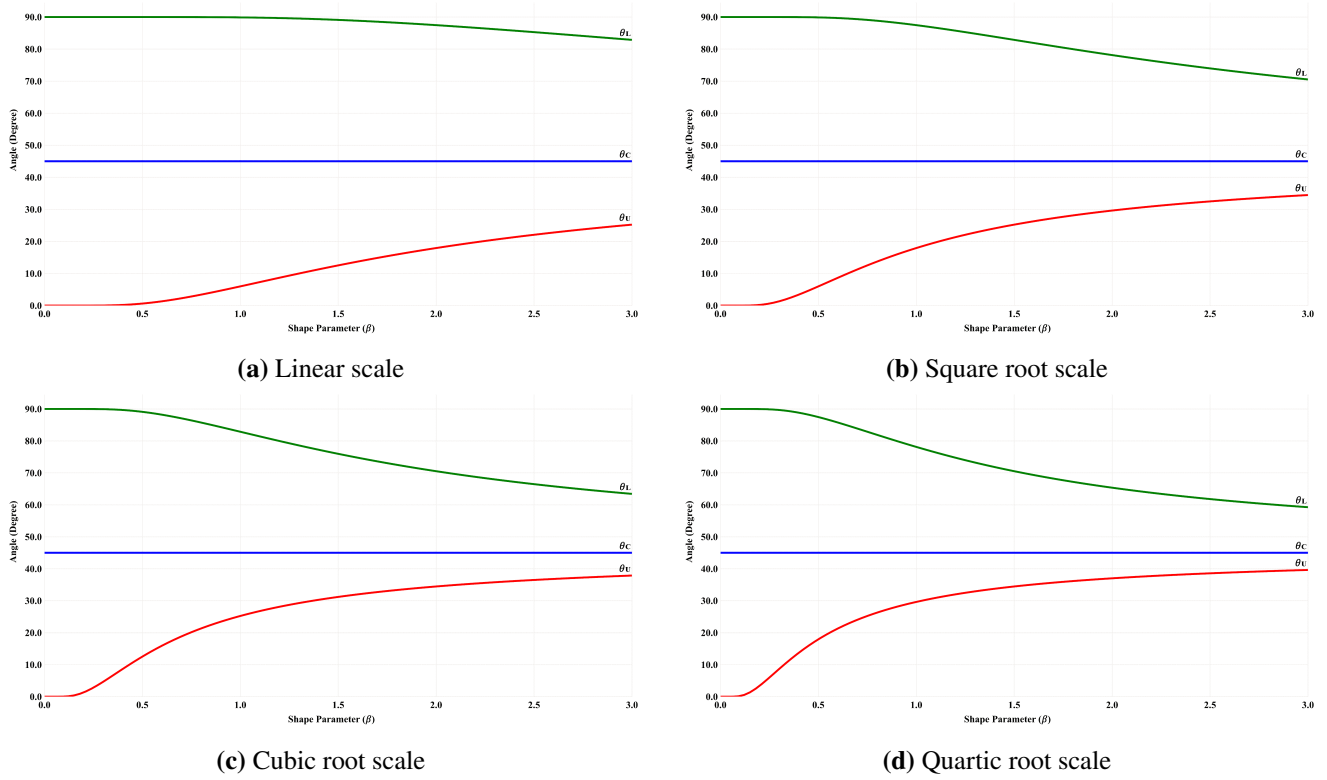 90.0
80.0
70.0
60.0
50.0
40.0
30.0
20.0
10.0
0.0
Angle (Degree)
θL
θC
θU
0.0 0.5 1.0 1.5 2.0 2.5 3.0
Shape Parameter (β)
(a) Linear scale
90.0
80.0
70.0
60.0
50.0
40.0
30.0
20.0
10.0
0.0
Angle (Degree)
θL
θC
θU
0.0 0.5 1.0 1.5 2.0 2.5 3.0
Shape Parameter (β)
(b) Square root scale
90.0
80.0
70.0
60.0
50.0
40.0
30.0
20.0
10.0
0.0
Angle (Degree)
θL
θC
θU
0.0 0.5 1.0 1.5 2.0 2.5 3.0
Shape Parameter (β)
(c) Cubic root scale
90.0
80.0
70.0
60.0
50.0
40.0
30.0
20.0
10.0
0.0
Angle (Degree)
θL
θC
θU
0.0 0.5 1.0 1.5 2.0 2.5 3.0
Shape Parameter (β)
(d) Quartic root scale